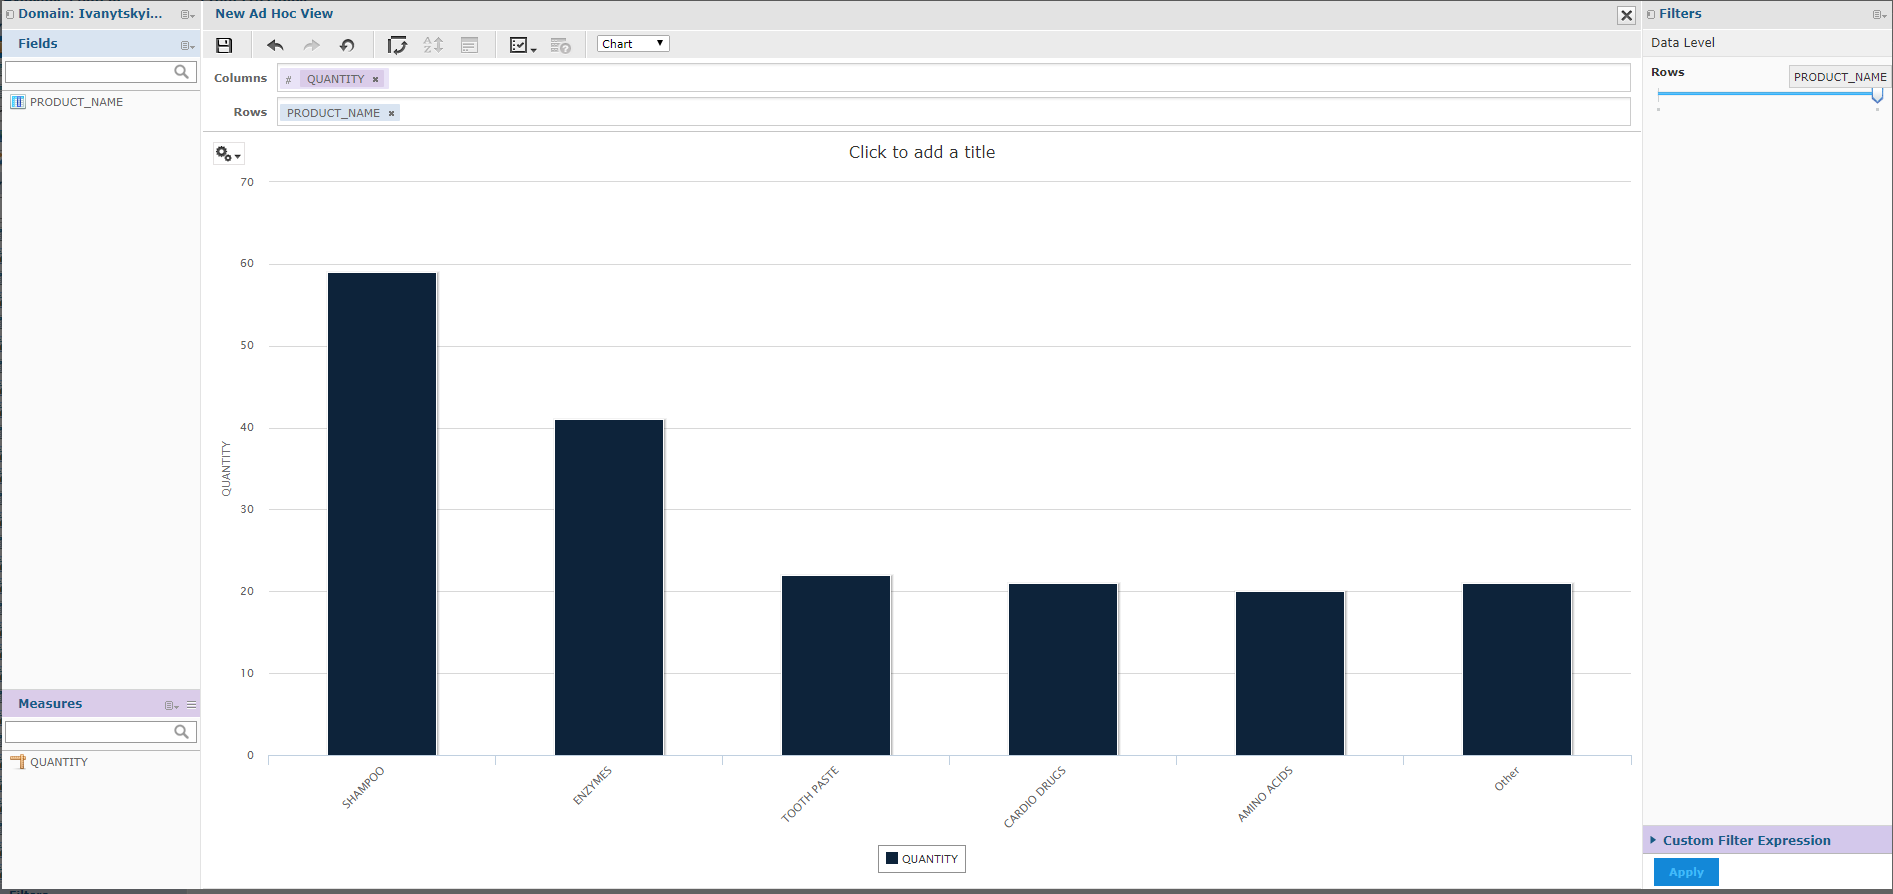 Domain: Ivanytskyi...
New Ad Hoc View
Filters
Fields
Chart
Data Level
Columns
# QUANTITY
Rows
PRODUCT_NAME
Rows
PRODUCT_NAME
PRODUCT_NAME
Click to add a title
70
60
50
40
30
20
10
0
QUANTITY
SHAMPOO
ENZYMES
TOOTH PASTE
CARDIO DRUGS
AMINO ACIDS
Other
QUANTITY
Measures
QUANTITY
Custom Filter Expression
Apply